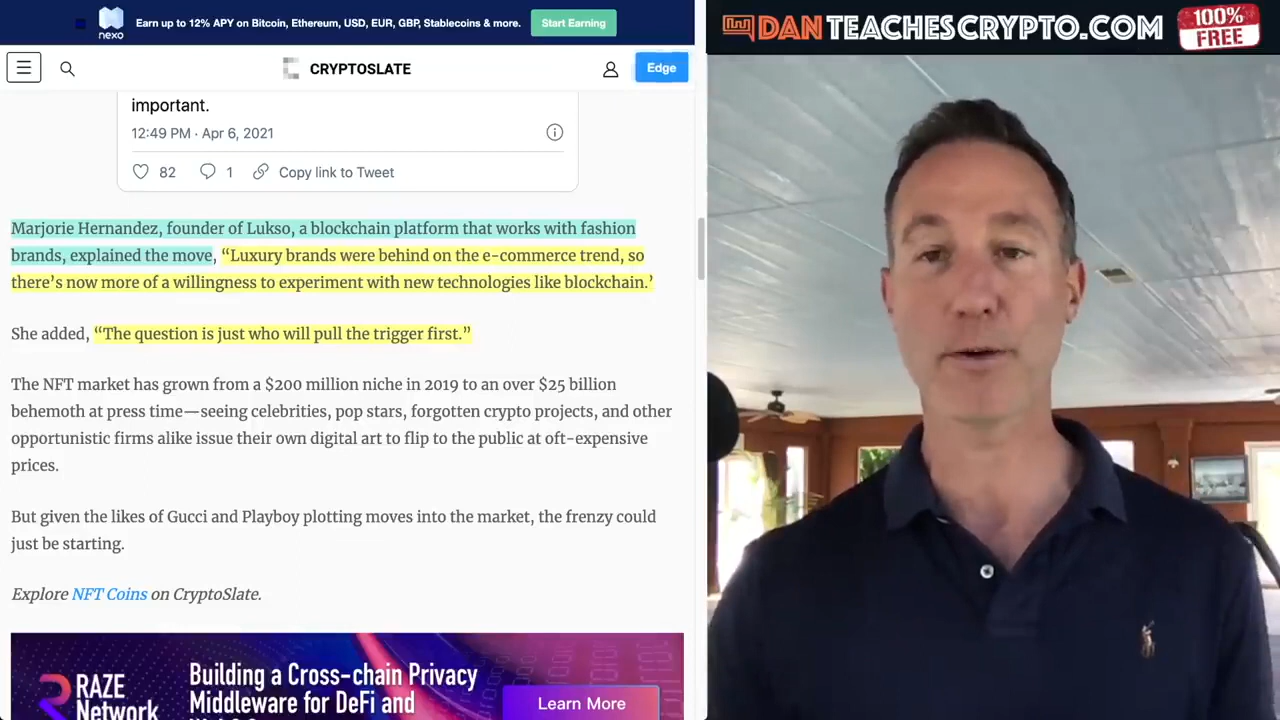 nexo
Earn up to 12% APY on Bitcoin, Ethereum, USD, EUR, GBP, Stablecoins & more.
Start Earning
DANTEACHESCRYPTO.COM
100%
FREE
CRYPTOSLATE
Edge
important.
12:49 PM · Apr 6, 2021
82
1
Copy link to Tweet
Marjorie Hernandez, founder of Lukso, a blockchain platform that works with fashion
brands, explained the move, “Luxury brands were behind on the e-commerce trend, so
there’s now more of a willingness to experiment with new technologies like blockchain.’
She added, “The question is just who will pull the trigger first.”
The NFT market has grown from a $200 million niche in 2019 to an over $25 billion
behemoth at press time—seeing celebrities, pop stars, forgotten crypto projects, and other
opportunistic firms alike issue their own digital art to flip to the public at oft-expensive
prices.
But given the likes of Gucci and Playboy plotting moves into the market, the frenzy could
just be starting.
Explore NFT Coins on CryptoSlate.
RAZE
Network
Building a Cross-chain Privacy
Middleware for DeFi and
Learn More